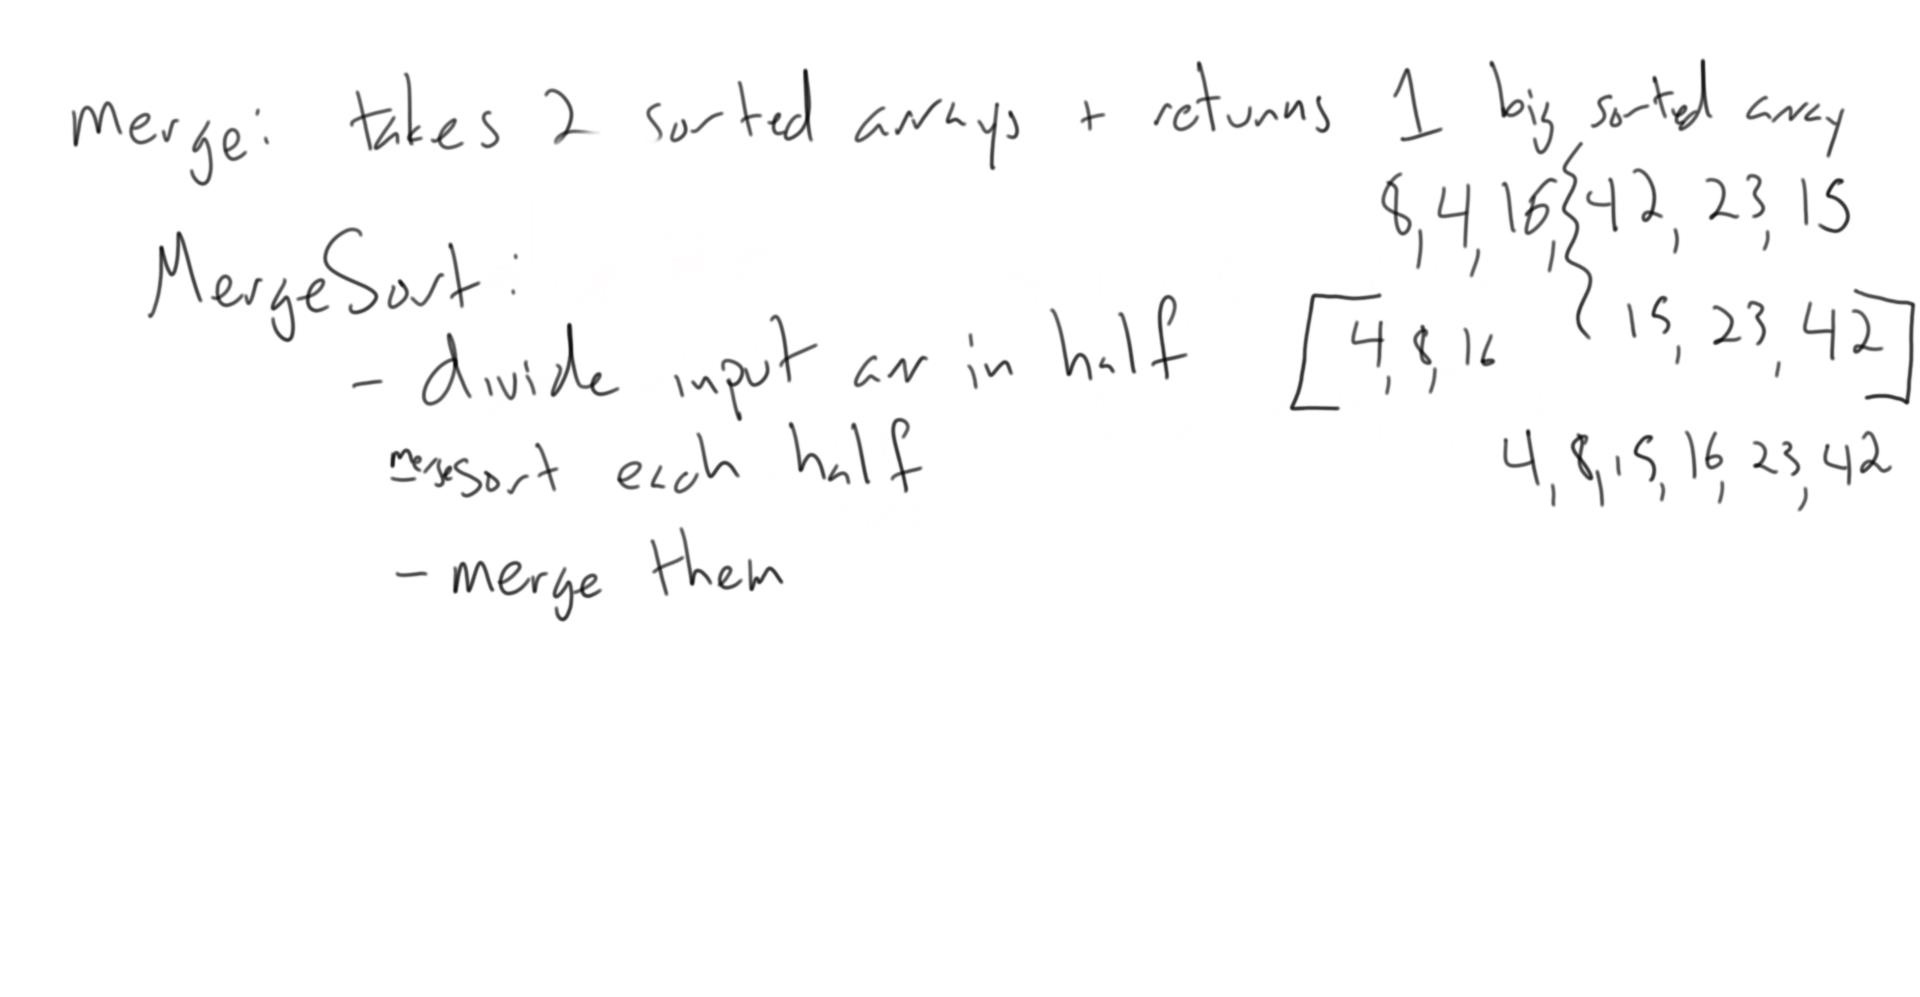 merge: takes 2 sorted arrays + returns 1 big sorted array
8, 4, 16, { 42, 23, 15
MergeSort:
- divide input arr in half
[4, 8, 16 15, 23, 42]
mergesort each half
4, 8, 15, 16, 23, 42
- merge them